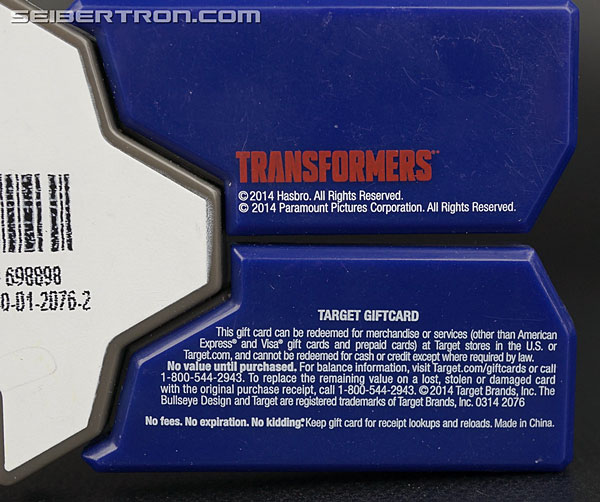 SEIBERTRON.COM
TRANSFORMERS™
© 2014 Hasbro. All Rights Reserved.
© 2014 Paramount Pictures Corporation. All Rights Reserved.
698898
0-01-2076-2
TARGET GIFTCARD
This gift card can be redeemed for merchandise or services (other than American
Express® and Visa® gift cards and prepaid cards) at Target stores in the U.S. or
Target.com, and cannot be redeemed for cash or credit except where required by law.
No value until purchased. For balance information, visit Target.com/giftcards or call
1-800-544-2943. To replace the remaining value on a lost, stolen or damaged card
with the original purchase receipt, call 1-800-544-2943. ©2014 Target Brands, Inc. The
Bullseye Design and Target are registered trademarks of Target Brands, Inc. 0314 2076
No fees. No expiration. No kidding.® Keep gift card for receipt lookups and reloads. Made in China.